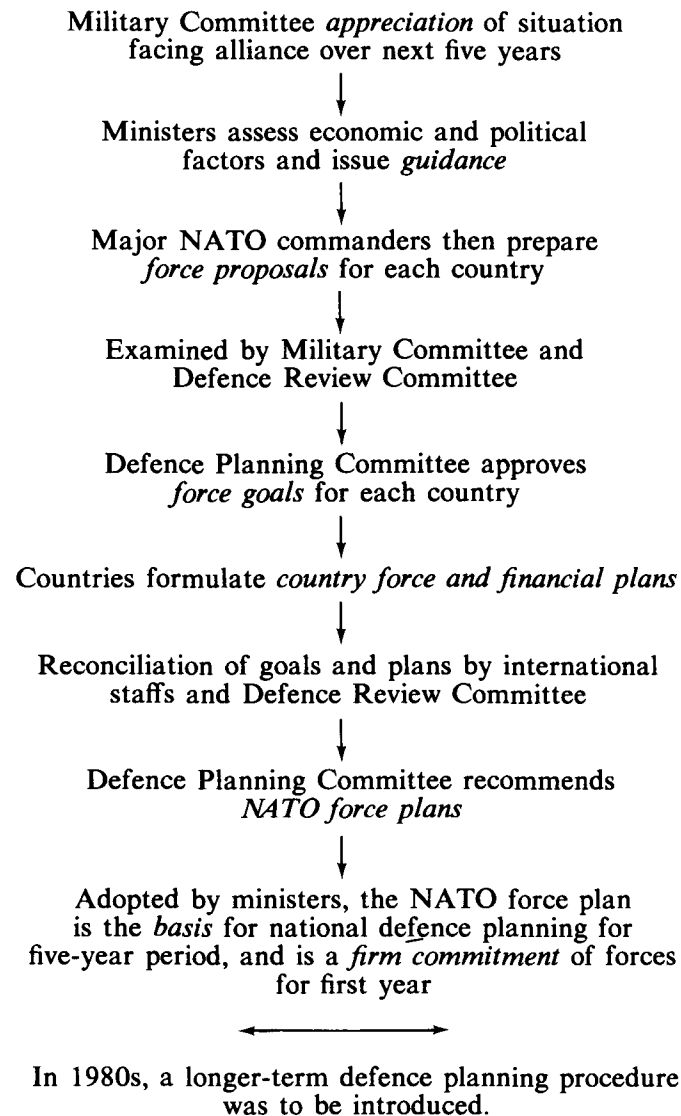 Military Committee appreciation of situation
facing alliance over next five years
Ministers assess economic and political
factors and issue guidance
Major NATO commanders then prepare
force proposals for each country
Examined by Military Committee and
Defence Review Committee
Defence Planning Committee approves
force goals for each country
Countries formulate country force and financial plans
Reconciliation of goals and plans by international
staffs and Defence Review Committee
Defence Planning Committee recommends
NATO force plans
Adopted by ministers, the NATO force plan
is the basis for national defence planning for
five-year period, and is a firm commitment of forces
for first year
In 1980s, a longer-term defence planning procedure
was to be introduced.